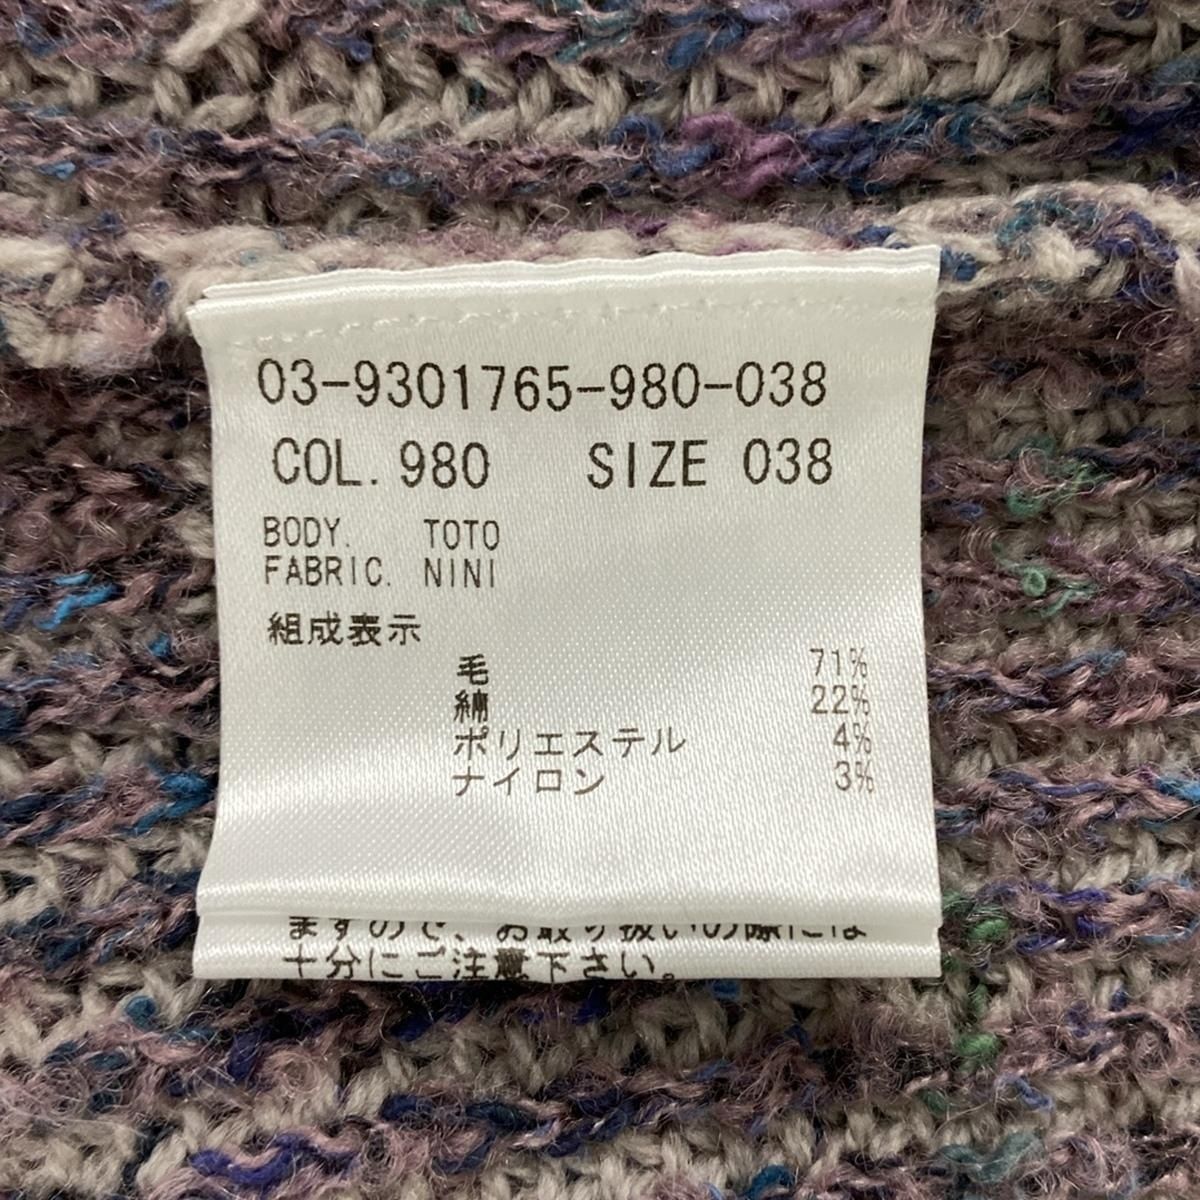 03-9301765-980-038
COL. 980 SIZE 038
BODY. TOTO
FABRIC. NINI
組成表示
毛 71%
綿 22%
ポリエステル 4%
ナイロン 3%
ますので、お取り扱いの際には
十分にご注意下さい。